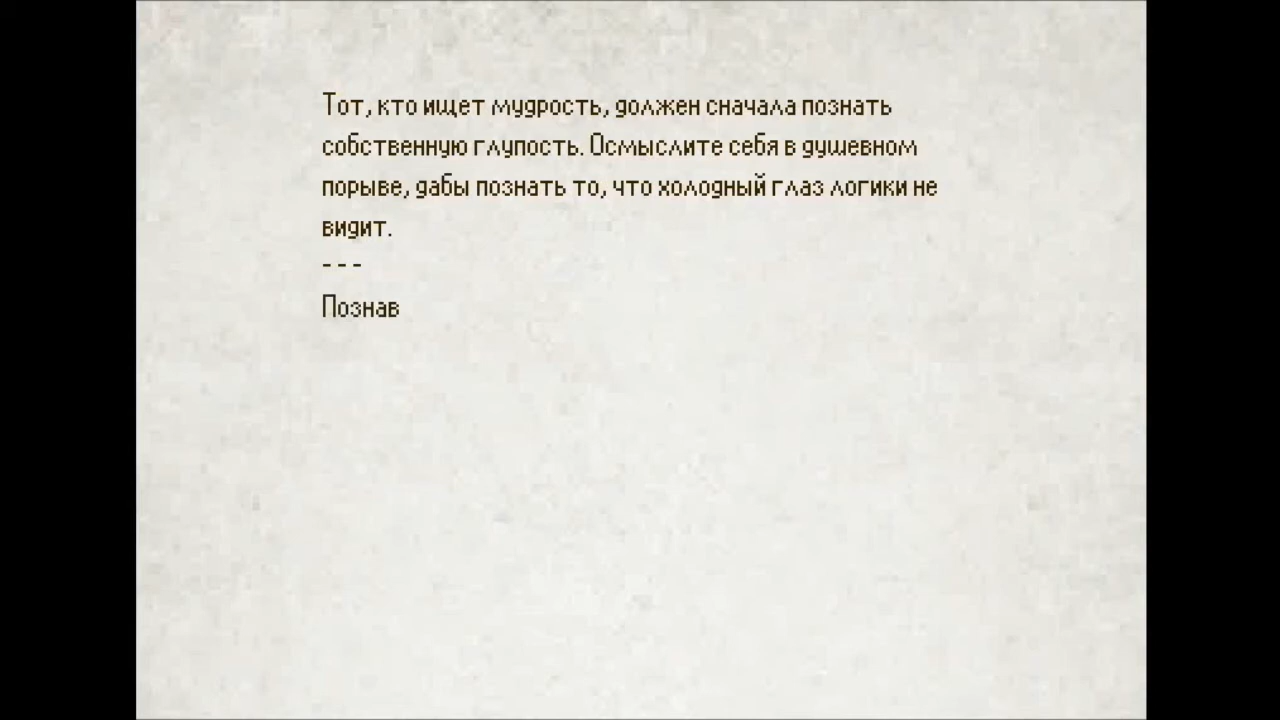 Тот, кто ищет мудрость, должен сначала познать
собственную глупость. Осмыслите себя в душевном
порыве, дабы познать то, что холодный глаз логики не
видит.
- - -
Познав